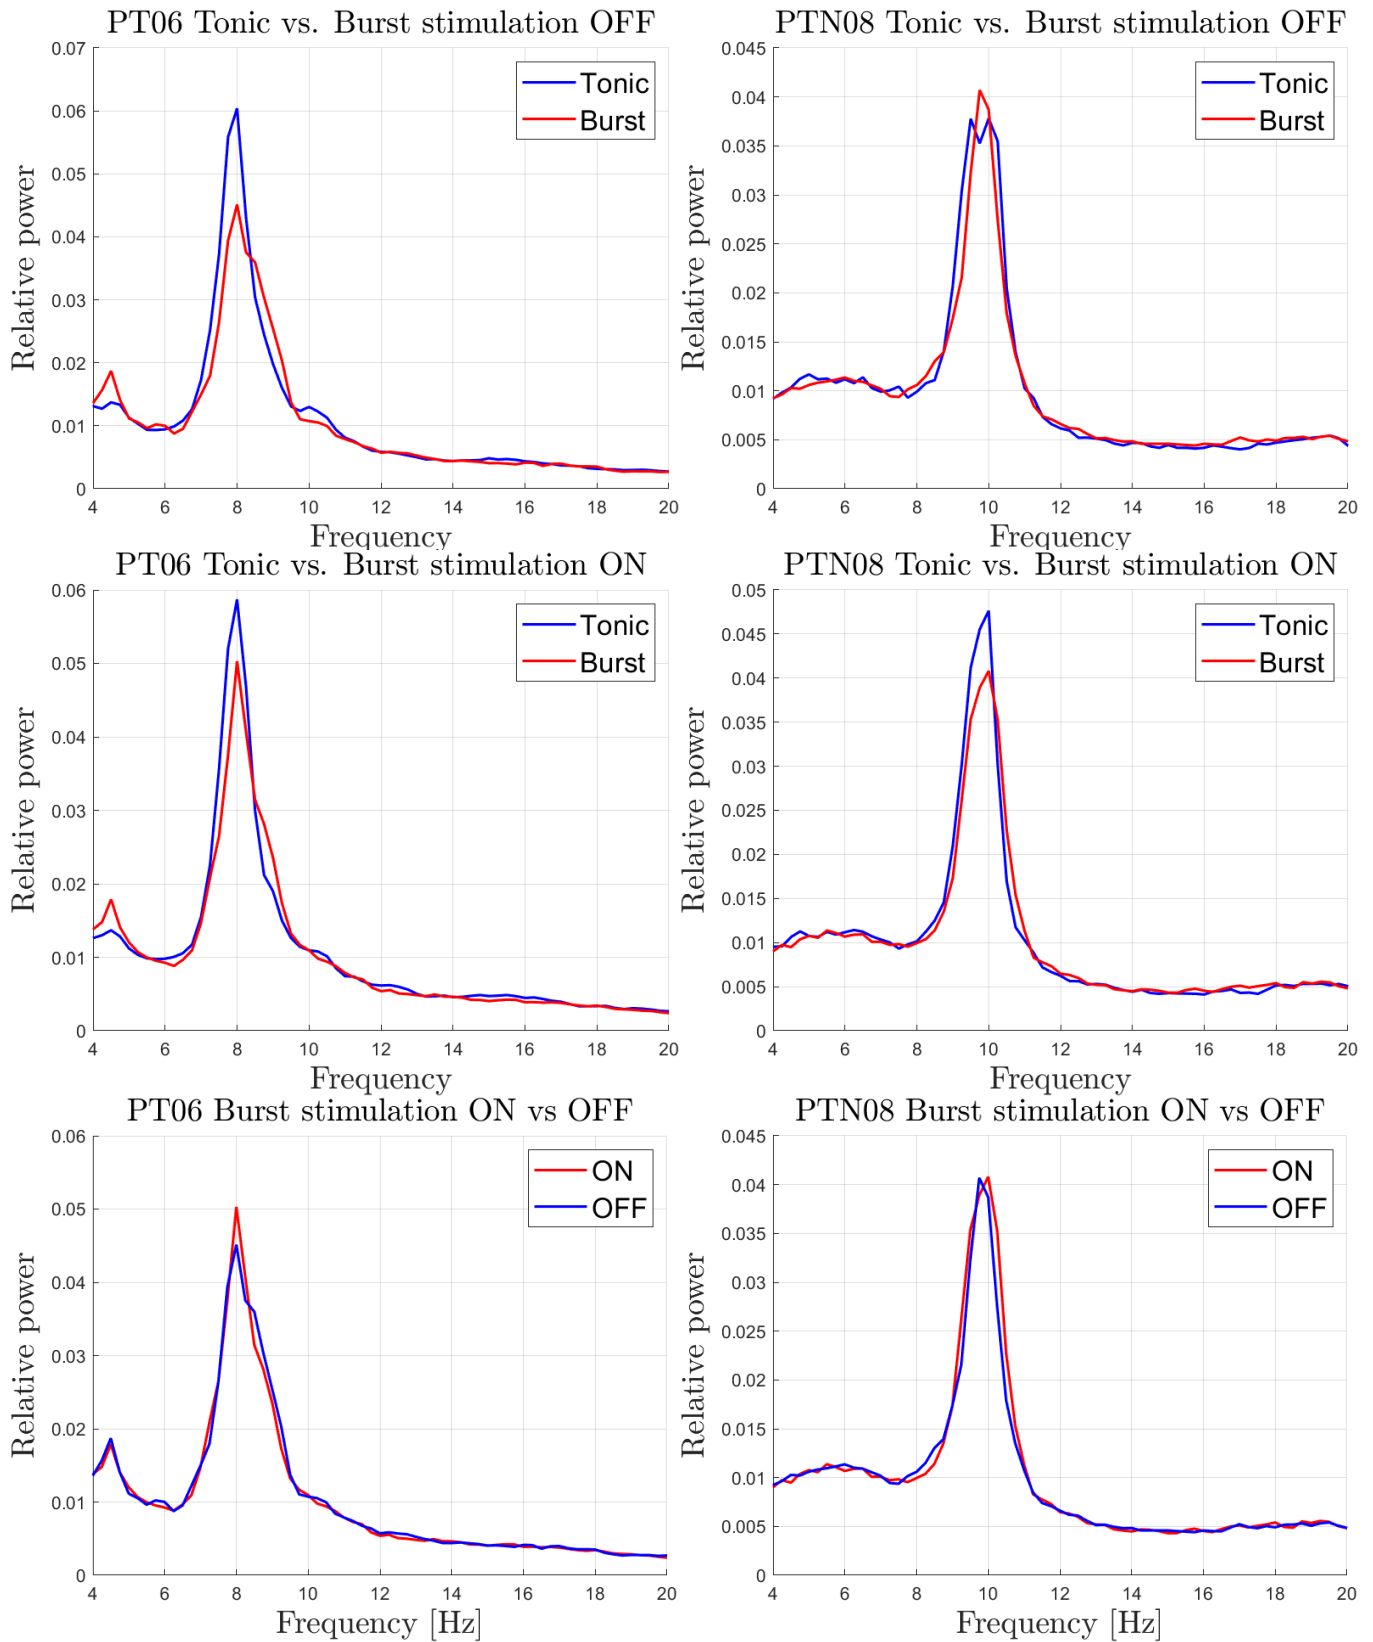 PT06 Tonic vs. Burst stimulation OFF
0.07
0.06
0.05
0.04
0.03
0.02
0.01
0
Relative power
Tonic
Burst
4 6 8 10 12 14 16 18 20
Frequency
PTN08 Tonic vs. Burst stimulation OFF
0.045
0.04
0.035
0.03
0.025
0.02
0.015
0.01
0.005
0
Relative power
Tonic
Burst
4 6 8 10 12 14 16 18 20
Frequency
PT06 Tonic vs. Burst stimulation ON
0.06
0.05
0.04
0.03
0.02
0.01
0
Relative power
Tonic
Burst
4 6 8 10 12 14 16 18 20
Frequency
PTN08 Tonic vs. Burst stimulation ON
0.05
0.045
0.04
0.035
0.03
0.025
0.02
0.015
0.01
0.005
0
Relative power
Tonic
Burst
4 6 8 10 12 14 16 18 20
Frequency
PT06 Burst stimulation ON vs OFF
0.06
0.05
0.04
0.03
0.02
0.01
0
Relative power
ON
OFF
4 6 8 10 12 14 16 18 20
Frequency [Hz]
PTN08 Burst stimulation ON vs OFF
0.045
0.04
0.035
0.03
0.025
0.02
0.015
0.01
0.005
0
Relative power
ON
OFF
4 6 8 10 12 14 16 18 20
Frequency [Hz]